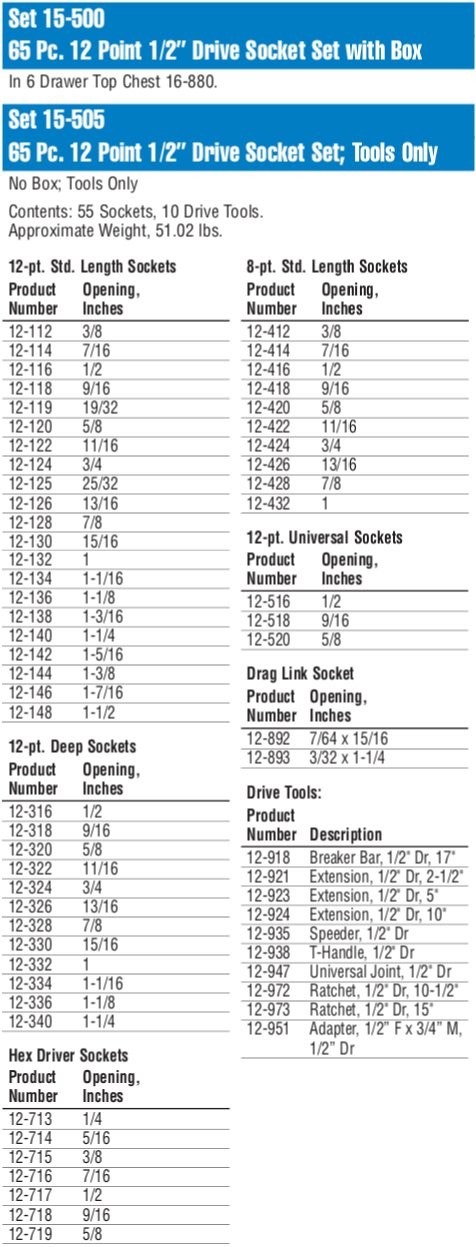 Set 15-500
65 Pc. 12 Point 1/2” Drive Socket Set with Box
In 6 Drawer Top Chest 16-880.
Set 15-505
65 Pc. 12 Point 1/2” Drive Socket Set; Tools Only
No Box; Tools Only
Contents: 55 Sockets, 10 Drive Tools.
Approximate Weight, 51.02 lbs.
12-pt. Std. Length Sockets
Product Opening,
Number Inches
12-112 3/8
12-114 7/16
12-116 1/2
12-118 9/16
12-119 19/32
12-120 5/8
12-122 11/16
12-124 3/4
12-125 25/32
12-126 13/16
12-128 7/8
12-130 15/16
12-132 1
12-134 1-1/16
12-136 1-1/8
12-138 1-3/16
12-140 1-1/4
12-142 1-5/16
12-144 1-3/8
12-146 1-7/16
12-148 1-1/2
12-pt. Deep Sockets
Product Opening,
Number Inches
12-316 1/2
12-318 9/16
12-320 5/8
12-322 11/16
12-324 3/4
12-326 13/16
12-328 7/8
12-330 15/16
12-332 1
12-334 1-1/16
12-336 1-1/8
12-340 1-1/4
Hex Driver Sockets
Product Opening,
Number Inches
12-713 1/4
12-714 5/16
12-715 3/8
12-716 7/16
12-717 1/2
12-718 9/16
12-719 5/8
8-pt. Std. Length Sockets
Product Opening,
Number Inches
12-412 3/8
12-414 7/16
12-416 1/2
12-418 9/16
12-420 5/8
12-422 11/16
12-424 3/4
12-426 13/16
12-428 7/8
12-432 1
12-pt. Universal Sockets
Product Opening,
Number Inches
12-516 1/2
12-518 9/16
12-520 5/8
Drag Link Socket
Product Opening,
Number Inches
12-892 7/64 x 15/16
12-893 3/32 x 1-1/4
Drive Tools:
Product
Number Description
12-918 Breaker Bar, 1/2" Dr, 17"
12-921 Extension, 1/2" Dr, 2-1/2"
12-923 Extension, 1/2" Dr, 5"
12-924 Extension, 1/2" Dr, 10"
12-935 Speeder, 1/2" Dr
12-938 T-Handle, 1/2" Dr
12-947 Universal Joint, 1/2" Dr
12-972 Ratchet, 1/2" Dr, 10-1/2"
12-973 Ratchet, 1/2" Dr, 15"
12-951 Adapter, 1/2” F x 3/4” M,
1/2” Dr